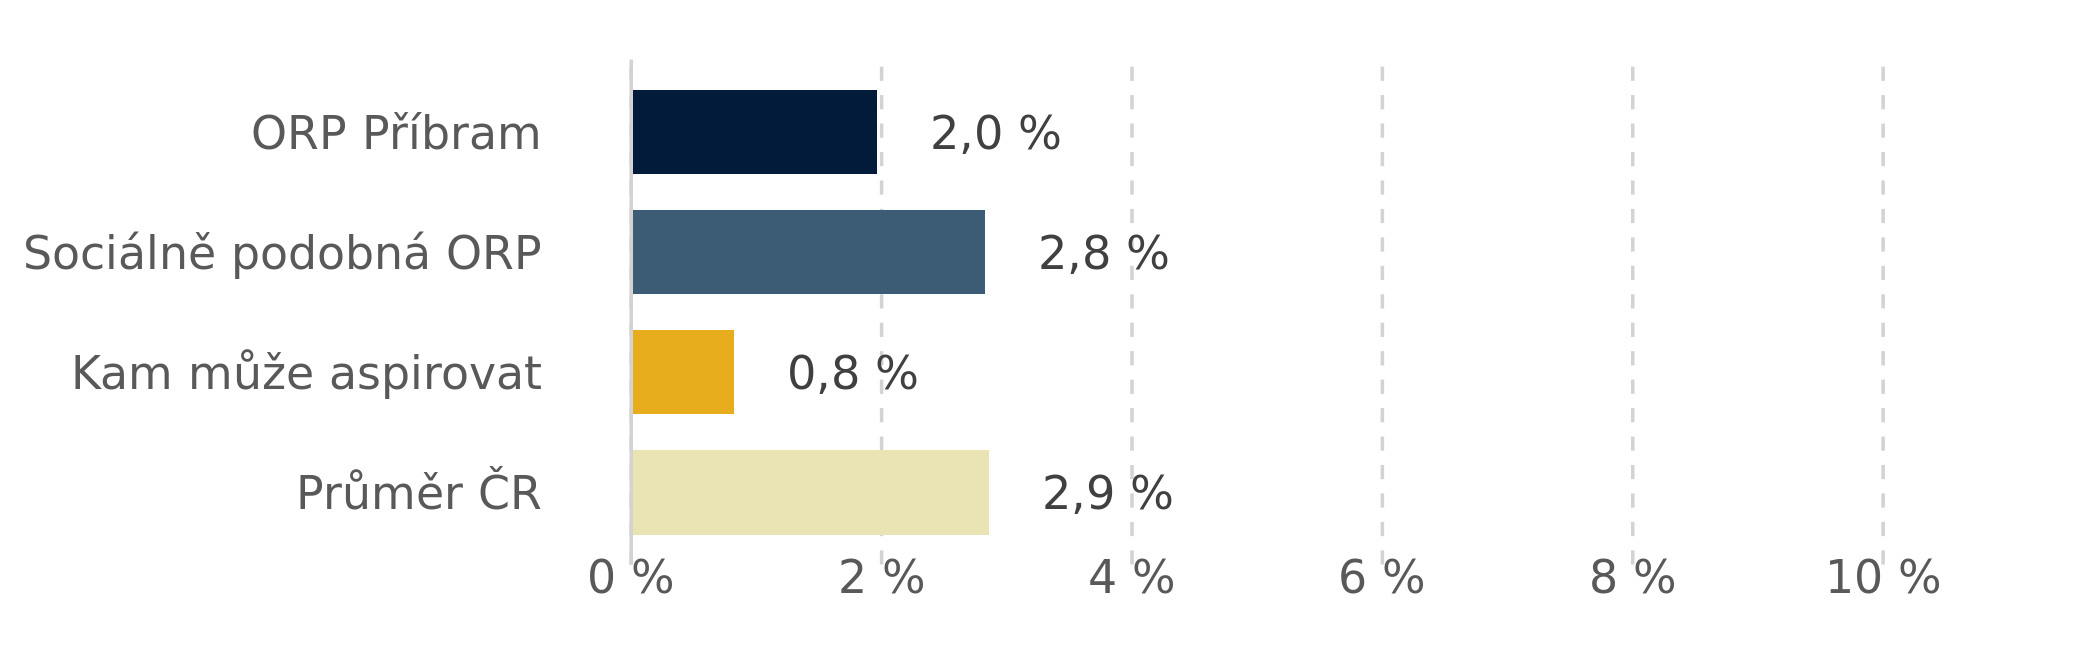 ORP Příbram 2,0 %
Sociálně podobná ORP 2,8 %
Kam může aspirovat 0,8 %
Průměr ČR 2,9 %
0 % 2 % 4 % 6 % 8 % 10 %